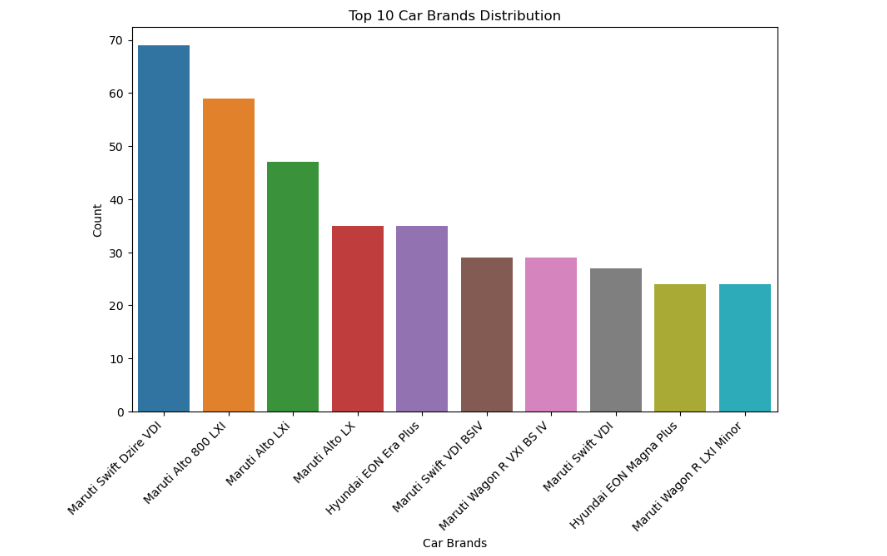 Top 10 Car Brands Distribution
Count
70
60
50
40
30
20
10
0
Maruti Swift Dzire VDI
Maruti Alto 800 LXI
Maruti Alto LXi
Maruti Alto LX
Hyundai EON Era Plus
Maruti Swift VDI BSIV
Maruti Wagon R VXI BS IV
Maruti Swift VDI
Hyundai EON Magna Plus
Maruti Wagon R LXI Minor
Car Brands